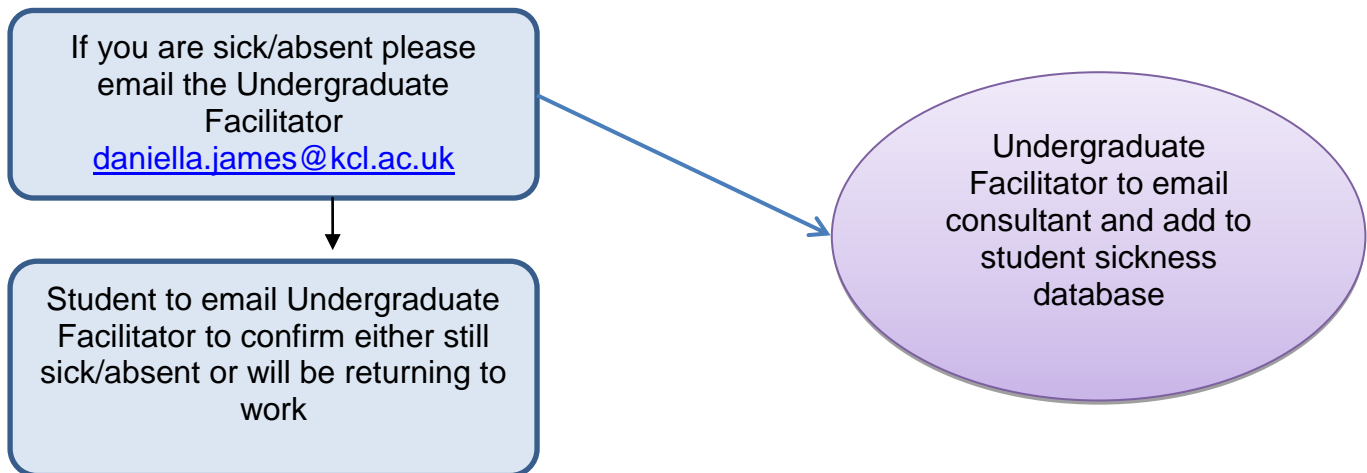 If you are sick/absent please
email the Undergraduate
Facilitator
daniella.james@kcl.ac.uk
Undergraduate
Facilitator to email
consultant and add to
student sickness
database
Student to email Undergraduate
Facilitator to confirm either still
sick/absent or will be returning to
work